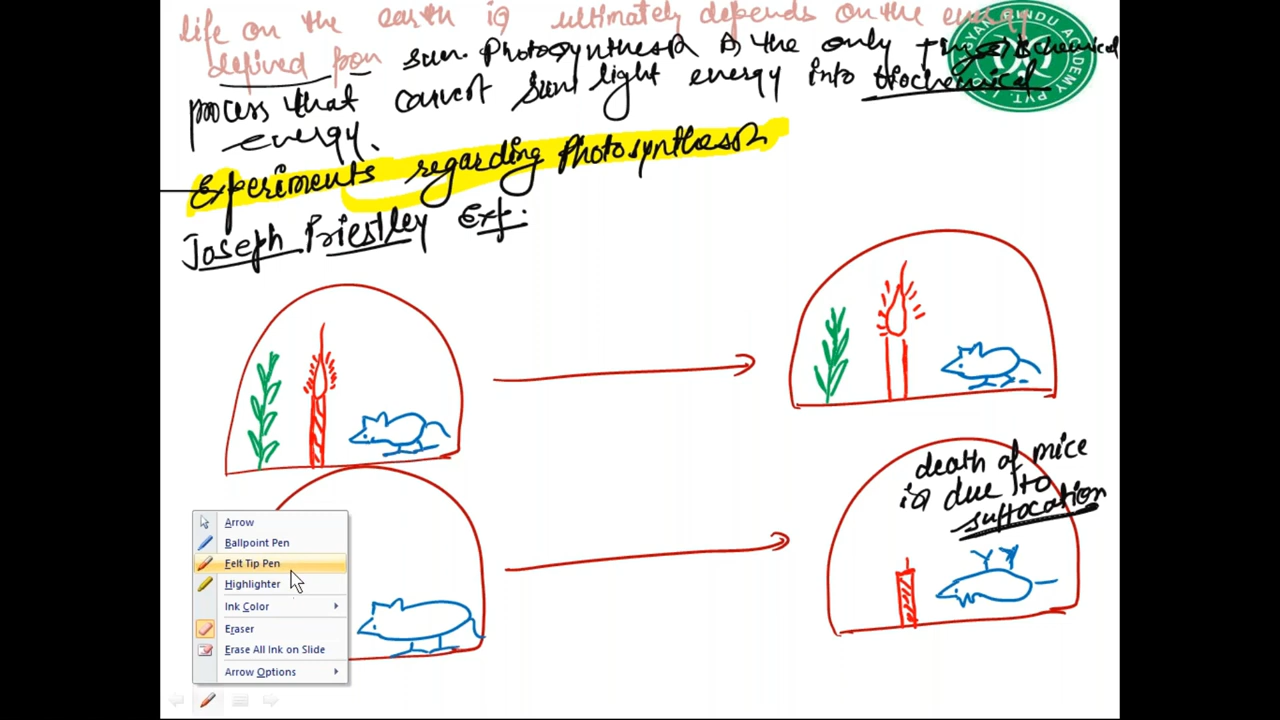 life on the earth is ultimately depends on the energy
defined from sun. Photosynthesis is the only
process that convert sun light energy into biochemical
energy.
Experiments regarding Photosynthesis
Joseph Priestley Exp.
death of mice
is due to
suffocation
Arrow
Ballpoint Pen
Felt Tip Pen
Highlighter
Ink Color
Eraser
Erase All Ink on Slide
Arrow Options